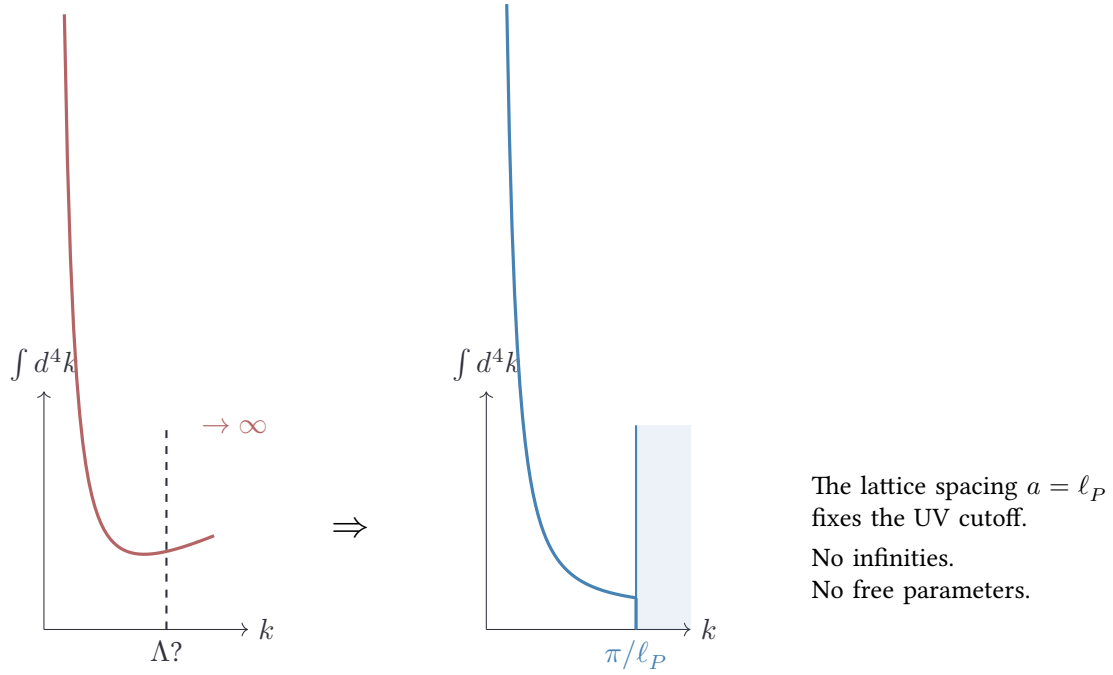 ∫ d⁴k
→ ∞
k
Λ?
⇒
∫ d⁴k
k
π/ℓ_P
The lattice spacing a = ℓ_P
fixes the UV cutoff.
No infinities.
No free parameters.